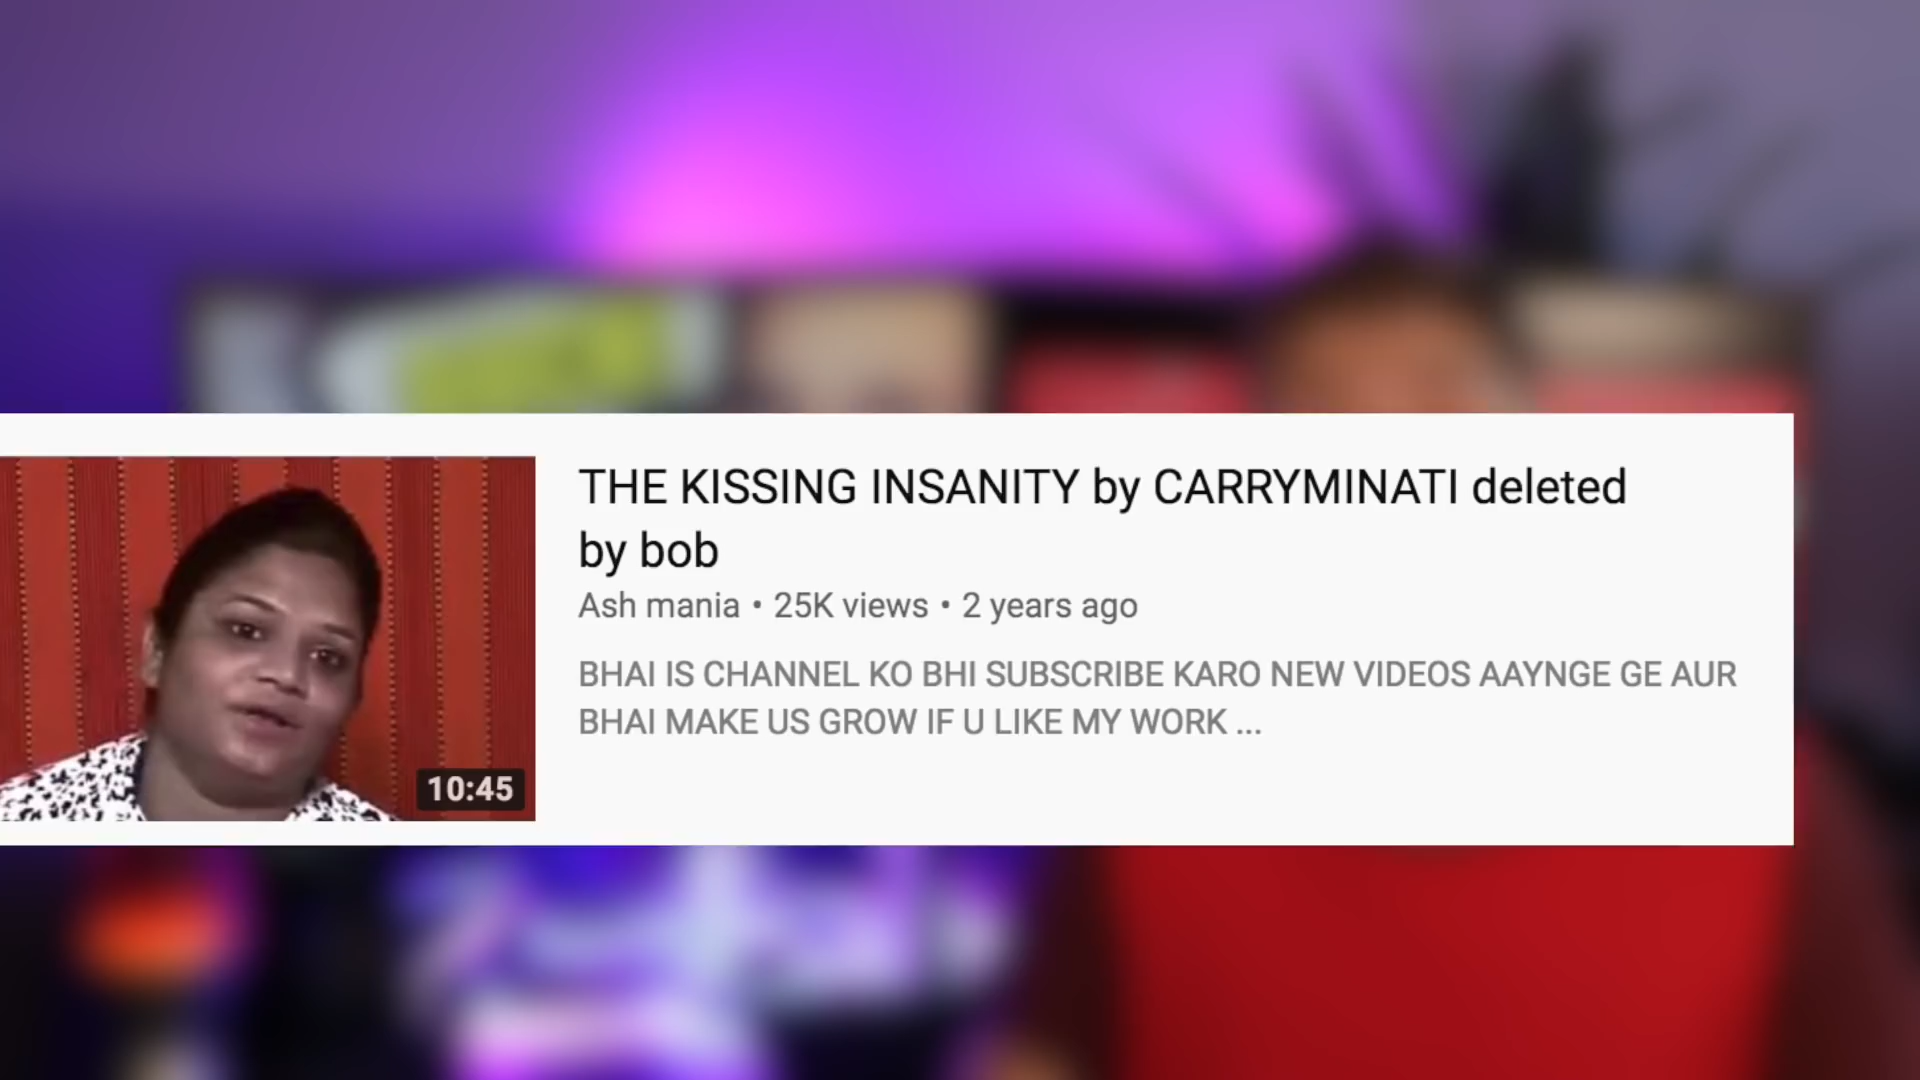 THE KISSING INSANITY by CARRYMINATI deleted
by bob
Ash mania • 25K views • 2 years ago
BHAI IS CHANNEL KO BHI SUBSCRIBE KARO NEW VIDEOS AAYNGE GE AUR
BHAI MAKE US GROW IF U LIKE MY WORK ...
10:45